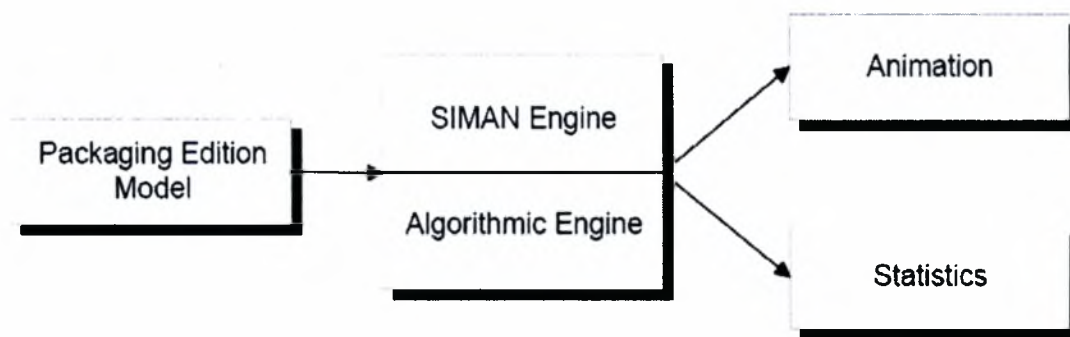 Packaging Edition
Model
SIMAN Engine
Algorithmic Engine
Animation
Statistics